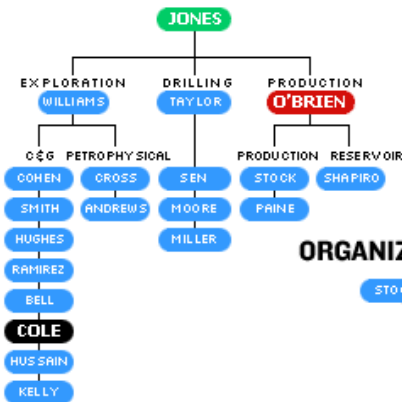 JONES
EXPLORATION DRILLING PRODUCTION
WILLIAMS TAYLOR O'BRIEN
C&G PETROPHYSICAL PRODUCTION RESERVOIR
COHEN CROSS SEN STOCK SHAPIRO
SMITH ANDREWS MOORE PAINE
HUGHES MILLER
ORGANIZ
RAMIREZ
STO
BELL
COLE
HUSSAIN
KELLY